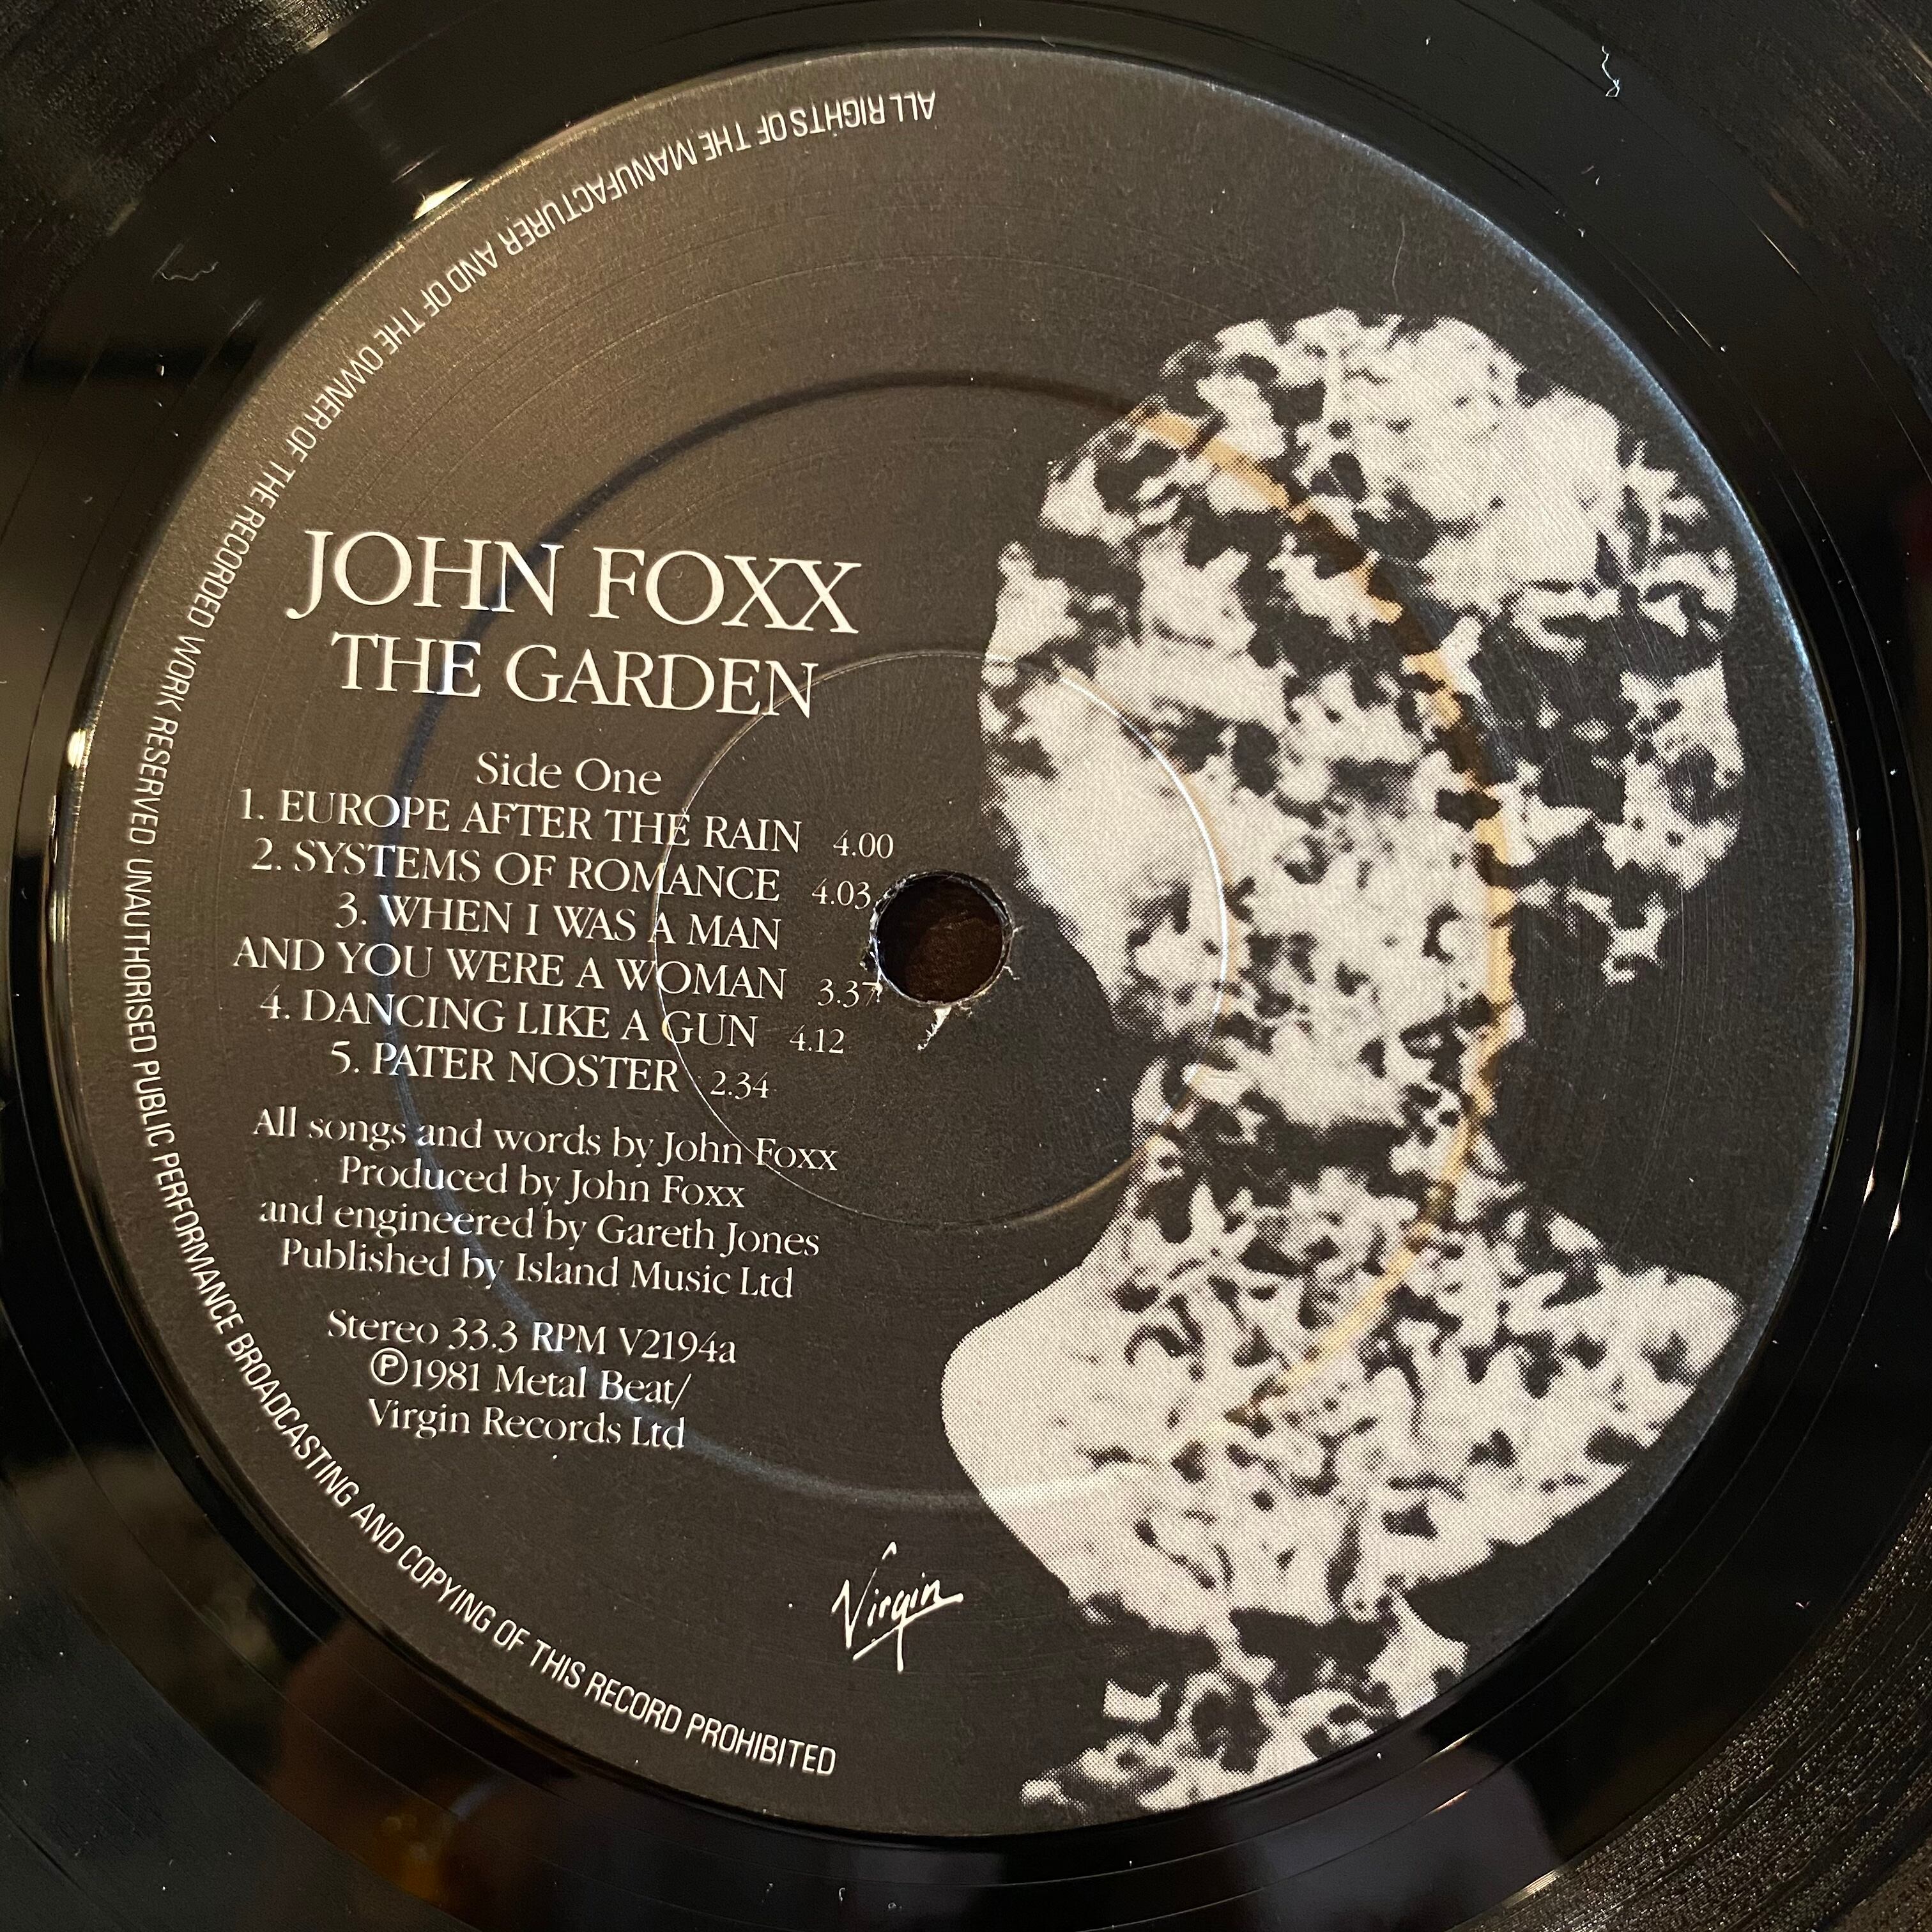 JOHN FOXX
THE GARDEN
Side One
1. EUROPE AFTER THE RAIN 4.00
2. SYSTEMS OF ROMANCE 4.03
3. WHEN I WAS A MAN
AND YOU WERE A WOMAN 3.37
4. DANCING LIKE A GUN 4.12
5. PATER NOSTER 2.34
All songs and words by John Foxx
Produced by John Foxx
and engineered by Gareth Jones
Published by Island Music Ltd
Stereo 33.3 RPM V2194a
Ⓟ1981 Metal Beat/
Virgin Records Ltd
Virgin
ALL RIGHTS OF THE MANUFACTURER AND OF THE OWNER OF THE RECORDED WORK RESERVED UNAUTHORISED PUBLIC PERFORMANCE BROADCASTING AND COPYING OF THIS RECORD PROHIBITED